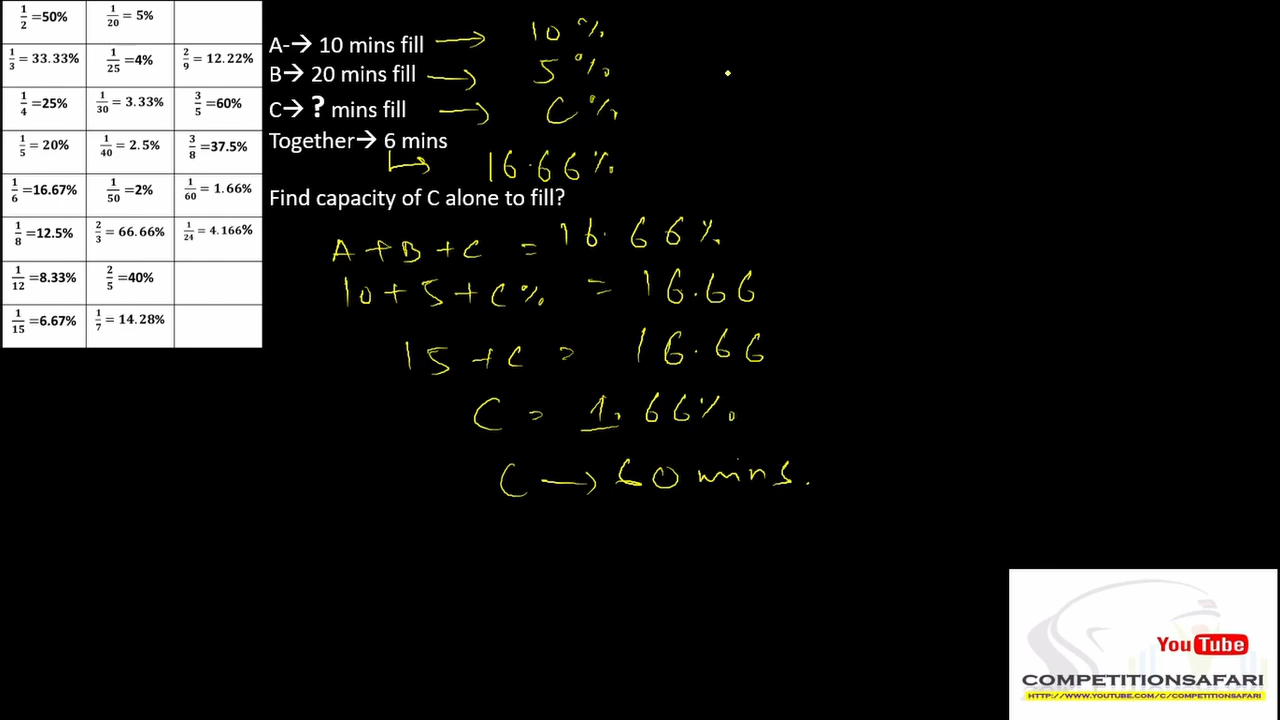 1/2 =50% 1/20 = 5%
1/3 = 33.33% 1/25 =4% 2/9 = 12.22%
1/4 =25% 1/30 = 3.33% 3/5 =60%
1/5 = 20% 1/40 = 2.5% 3/8 =37.5%
1/6 =16.67% 1/50 =2% 1/60 = 1.66%
1/8 =12.5% 2/3 = 66.66% 1/24 = 4.166%
1/12 =8.33% 2/5 =40%
1/15 =6.67% 1/7 = 14.28%
A-→ 10 mins fill → 10%
B→ 20 mins fill → 5%
C→ ? mins fill → C%
Together→ 6 mins
↳ 16.66%
Find capacity of C alone to fill?
A + B + C = 16.66%
10 + 5 + C% = 16.66
15 + C = 16.66
C = 1.66%
C → 60 mins.
YouTube
COMPETITIONSAFARI
HTTP://WWW.YOUTUBE.COM/C/COMPETITIONSAFARI